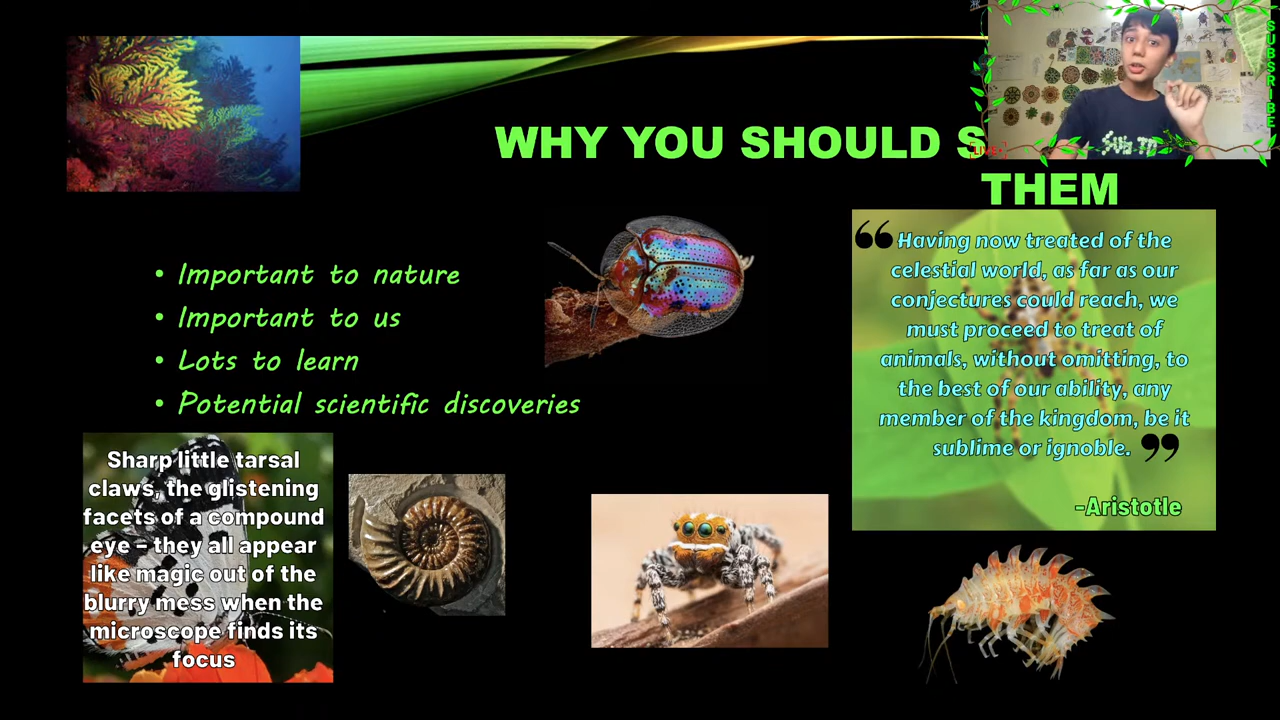 WHY YOU SHOULD S
THEM
LIVE
SUBSRIBE
• Important to nature
• Important to us
• Lots to learn
• Potential scientific discoveries
“ Having now treated of the
celestial world, as far as our
conjectures could reach, we
must proceed to treat of
animals, without omitting, to
the best of our ability, any
member of the kingdom, be it
sublime or ignoble. ”
-Aristotle
Sharp little tarsal
claws, the glistening
facets of a compound
eye – they all appear
like magic out of the
blurry mess when the
microscope finds its
focus